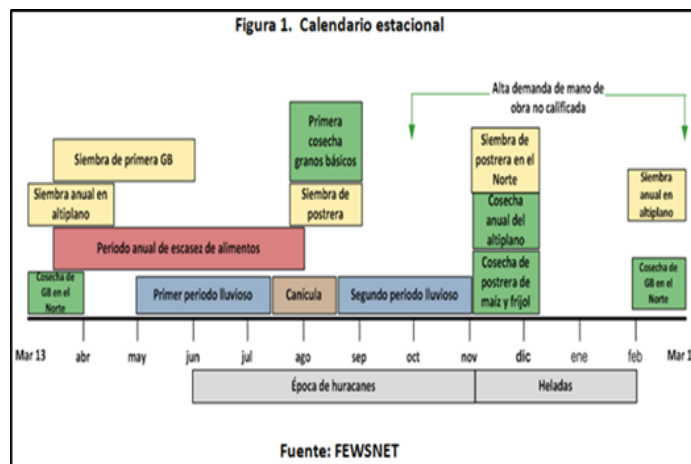 Figura 1. Calendario estacional
Alta demanda de mano de
obra no calificada
Primera
cosecha
granos básicos
Siembra de
postrera en el
Norte
Siembra de primera GB
Siembra anual en
altiplano
Siembra de
postrera
Cosecha
anual del
altiplano
Siembra
anual en
altiplano
Periodo anual de escasez de alimentos
Cosecha de
GB en el
Norte
Primer periodo lluvioso
Canícula
Segundo periodo lluvioso
Cosecha de
postrera de
maíz y frijol
Cosecha de
GB en el
Norte
Mar 13 abr may jun jul ago sep oct nov dic ene feb Mar 1
Época de huracanes
Heladas
Fuente: FEWSNET